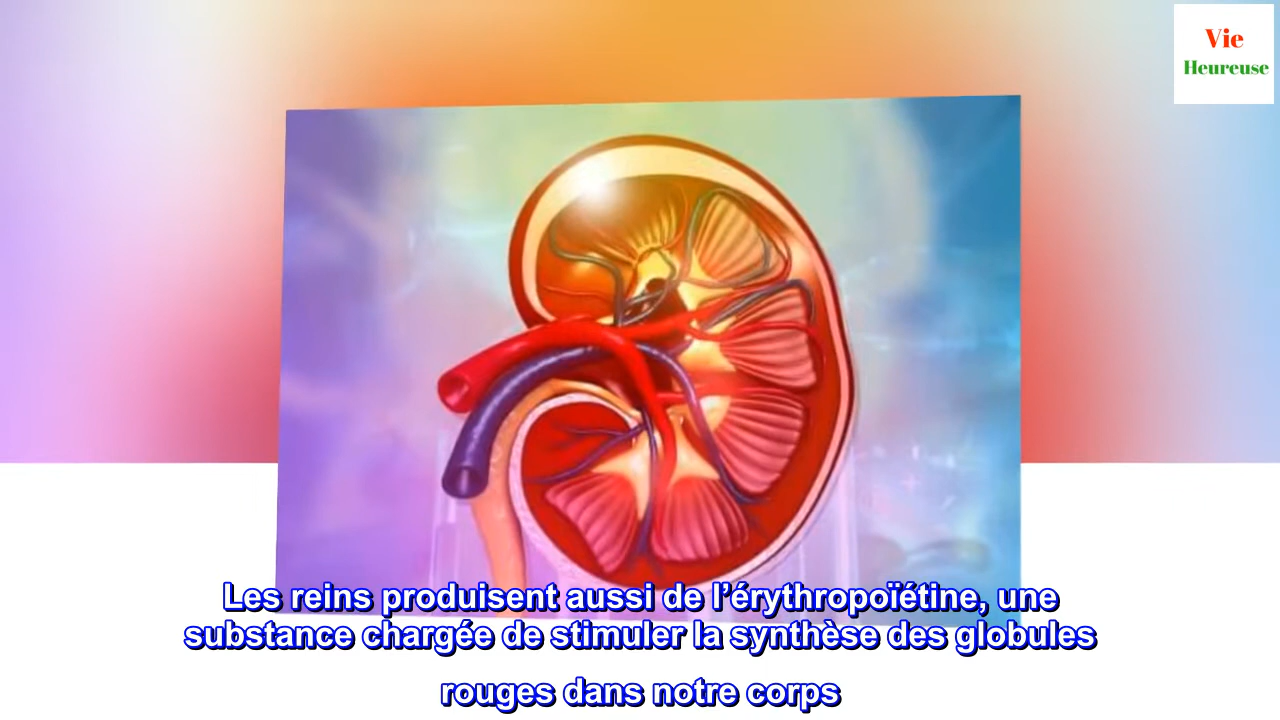 Vie
Heureuse
Les reins produisent aussi de l’érythropoïétine, une
substance chargée de stimuler la synthèse des globules
rouges dans notre corps